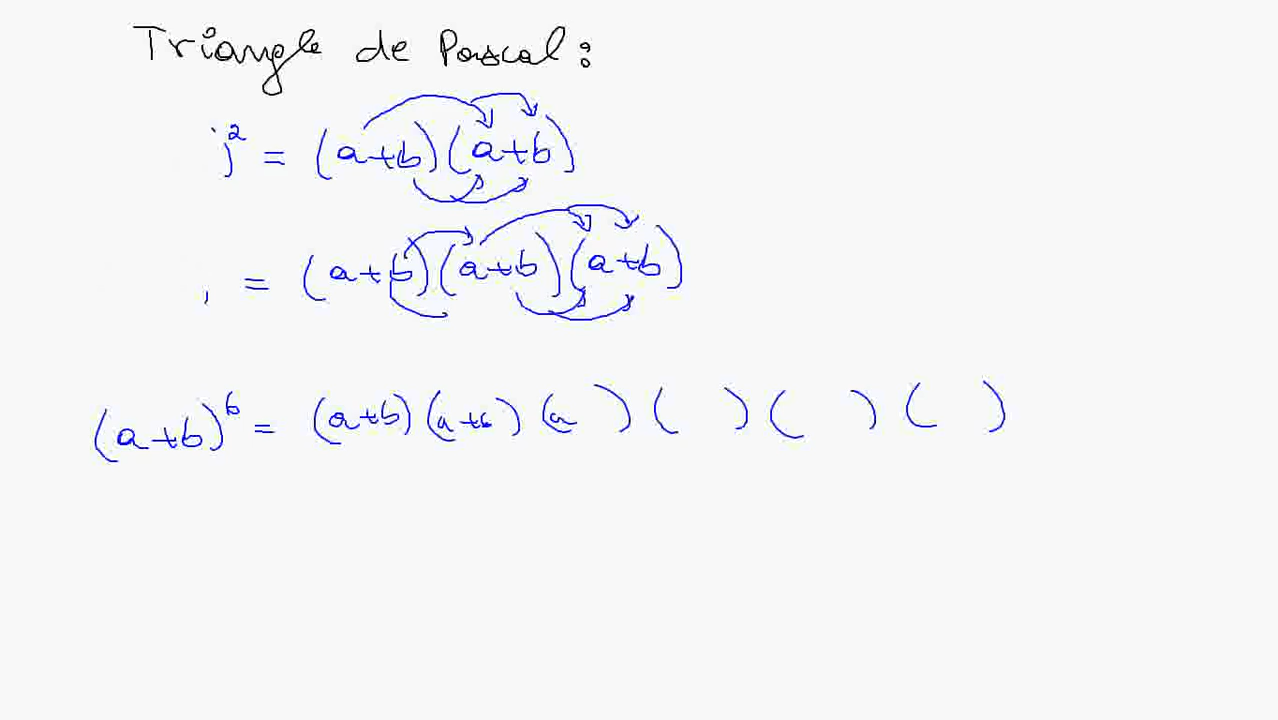 Triangle de Pascal :
)² = (a+b)(a+b)
= (a+b)(a+b)(a+b)
(a+b)⁶ = (a+b)(a+b)(a )( )( )( )